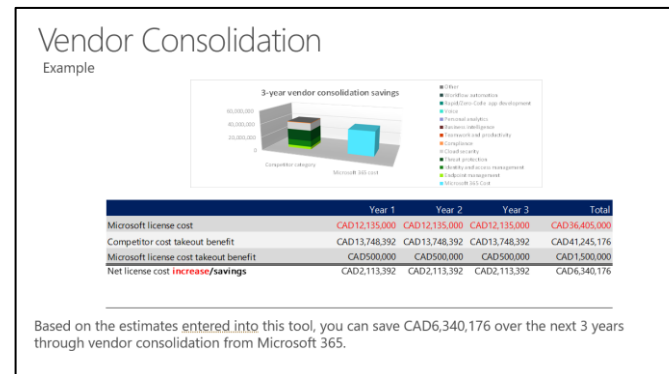 Vendor Consolidation
Example
3-year vendor consolidation savings
60,000,000
40,000,000
20,000,000
0
Competitor category
Microsoft 365 cost
Other
Workflow automation
Rapid/Zero Code app development
Voice
Personal analytics
Business intelligence
Teamwork and productivity
Compliance
Cloud security
Threat protection
Identity and access management
Endpoint management
Microsoft 365 Cost
Year 1 Year 2 Year 3 Total
Microsoft license cost CAD12,135,000 CAD12,135,000 CAD12,135,000 CAD36,405,000
Competitor cost takeout benefit CAD13,748,392 CAD13,748,392 CAD13,748,392 CAD41,245,176
Microsoft license cost takeout benefit CAD500,000 CAD500,000 CAD500,000 CAD1,500,000
Net license cost increase/savings CAD2,113,392 CAD2,113,392 CAD2,113,392 CAD6,340,176
Based on the estimates entered into this tool, you can save CAD6,340,176 over the next 3 years
through vendor consolidation from Microsoft 365.